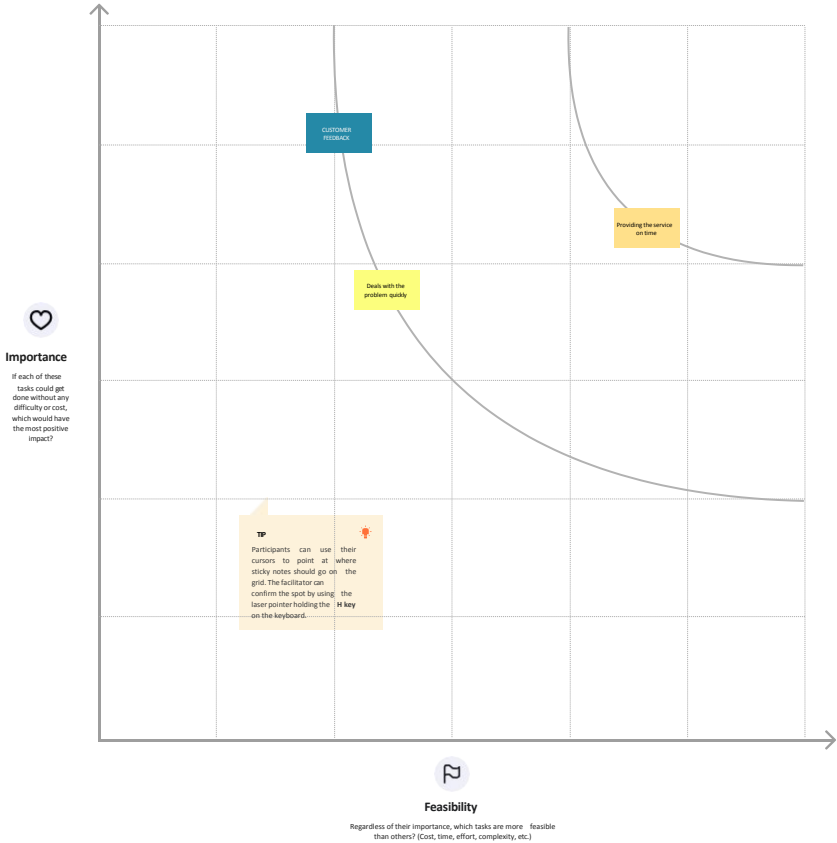 CUSTOMER
FEEDBACK
Providing the service
on time
Deals with the
problem quickly
Importance
If each of these
tasks could get
done without any
difficulty or cost,
which would have
the most positive
impact?
TIP
Participants can use their
cursors to point at where
sticky notes should go on the
grid. The facilitator can
confirm the spot by using the
laser pointer holding the H key
on the keyboard.
Feasibility
Regardless of their importance, which tasks are more feasible
than others? (Cost, time, effort, complexity, etc.)